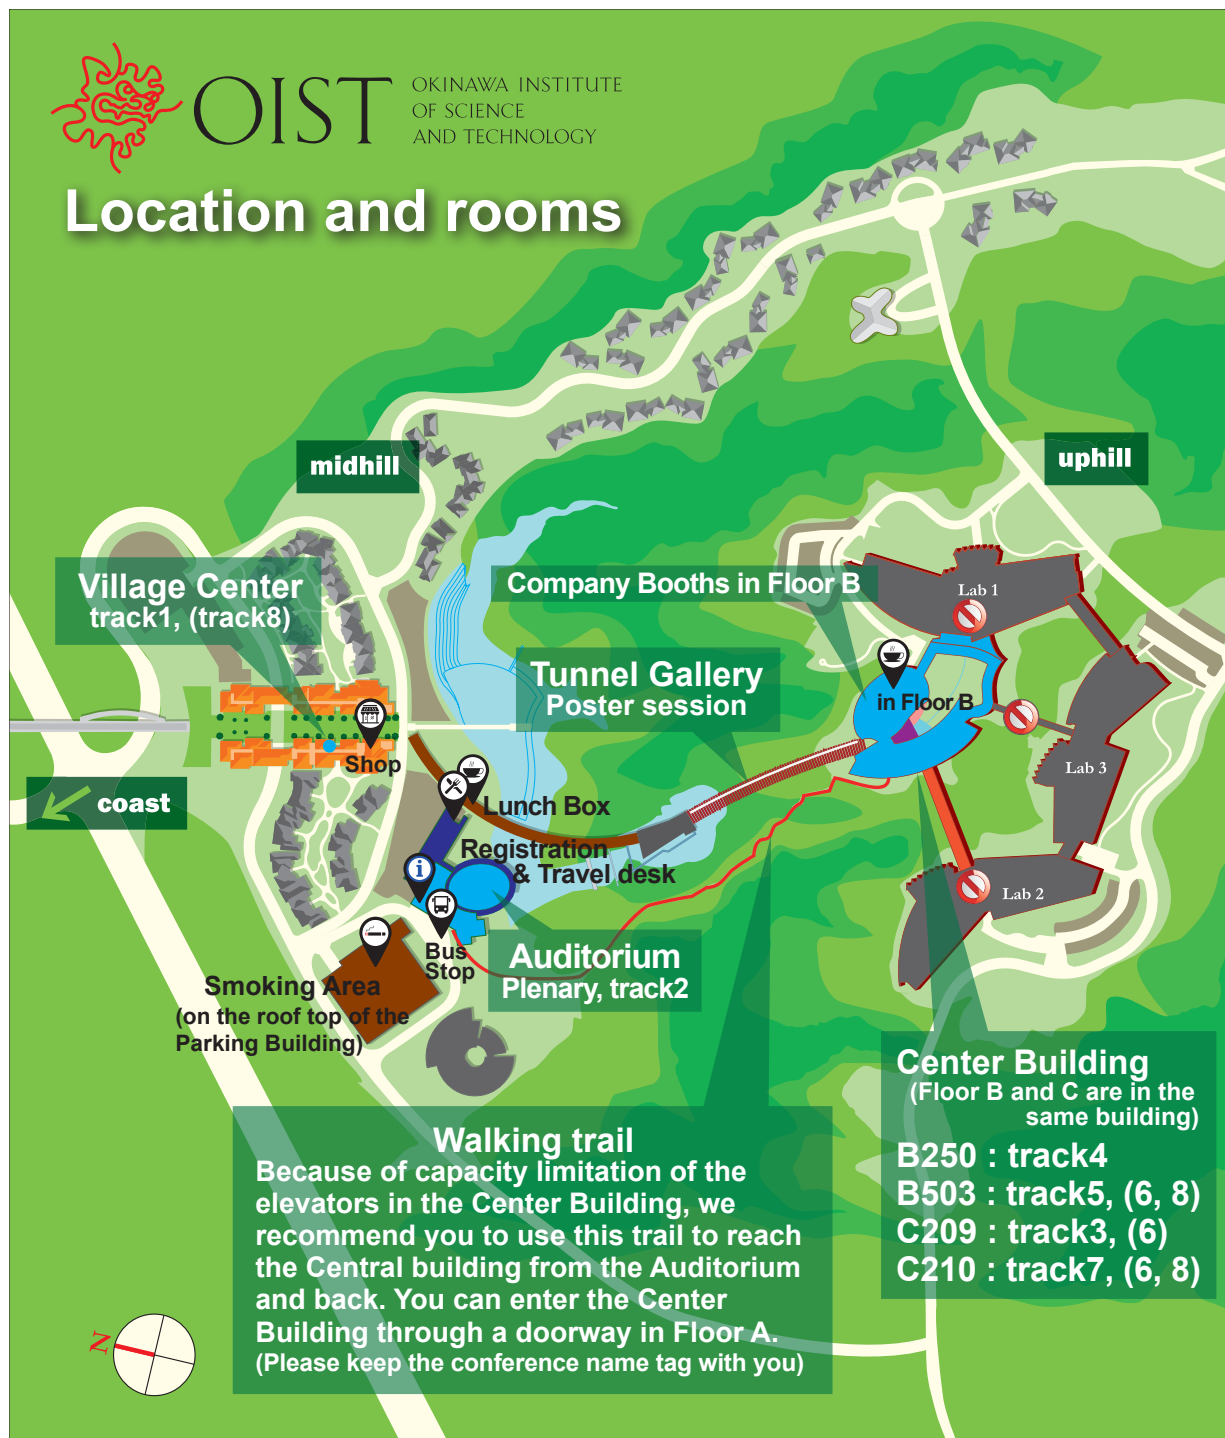 OIST
OKINAWA INSTITUTE
OF SCIENCE
AND TECHNOLOGY
Location and rooms
midhill
uphill
Village Center
track1, (track8)
Company Booths in Floor B
Lab 1
Tunnel Gallery
Poster session
in Floor B
Shop
Lab 3
coast
Lunch Box
Registration
& Travel desk
i
Lab 2
Bus
Stop
Auditorium
Plenary, track2
Smoking Area
(on the roof top of the
Parking Building)
Center Building
(Floor B and C are in the
same building)
B250 : track4
B503 : track5, (6, 8)
C209 : track3, (6)
C210 : track7, (6, 8)
Walking trail
Because of capacity limitation of the
elevators in the Center Building, we
recommend you to use this trail to reach
the Central building from the Auditorium
and back. You can enter the Center
Building through a doorway in Floor A.
(Please keep the conference name tag with you)
N